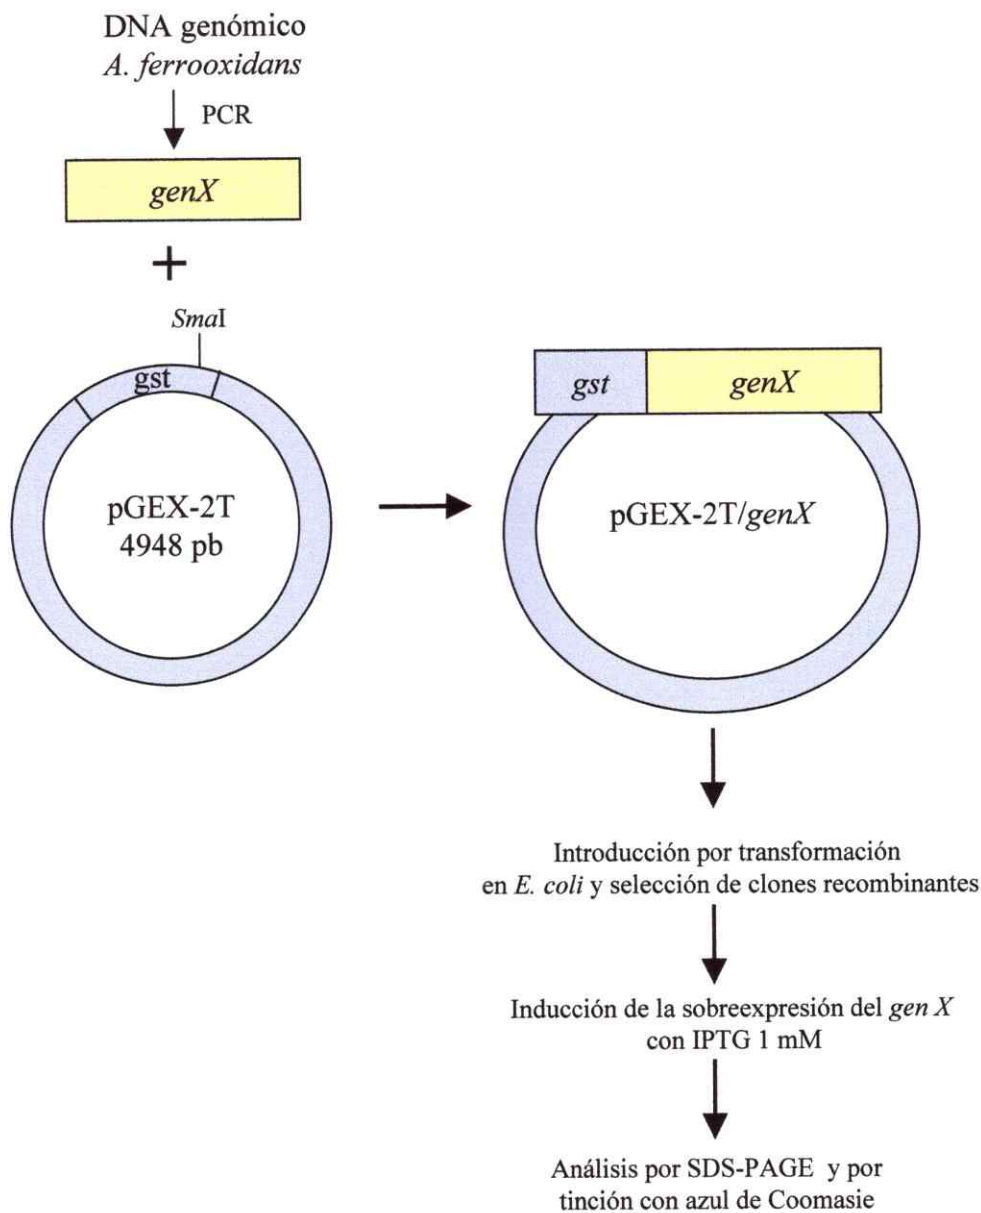 DNA genómico
A. ferrooxidans
PCR
genX
+
SmaI
gst
pGEX-2T
4948 pb
gst
genX
pGEX-2T/genX
Introducción por transformación
en E. coli y selección de clones recombinantes
Inducción de la sobreexpresión del gen X
con IPTG 1 mM
Análisis por SDS-PAGE y por
tinción con azul de Coomasie